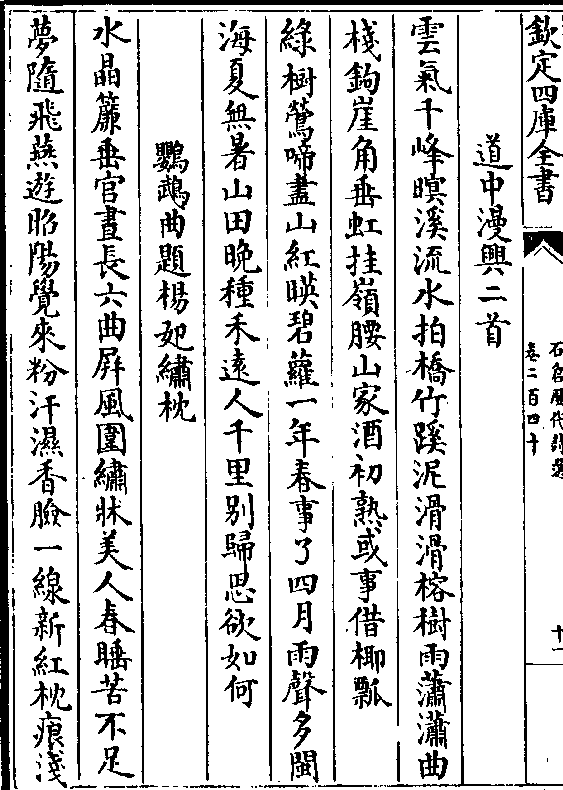 欽定四庫全書
石倉歷代詩選
卷二百四十
十一
道中漫興二首
雲氣千峰暝溪流水拍橋竹蹊泥滑滑榕樹雨蕭瀟曲
棧鉤崖角垂虹挂嶺腰山家酒初熟或事借椰瓢
綠樹鶯啼盡山紅暎碧蘿一年春事了四月雨聲多閩
海夏無暑山田晚種禾遠人千里别歸思欲如何
鸚鵡曲題楊妃繡枕
水晶簾垂宫晝長六曲屏風圍繡牀美人春睡苦不足
夢隨飛燕遊昭陽覺來粉汗濕香臉一線新紅枕痕淺